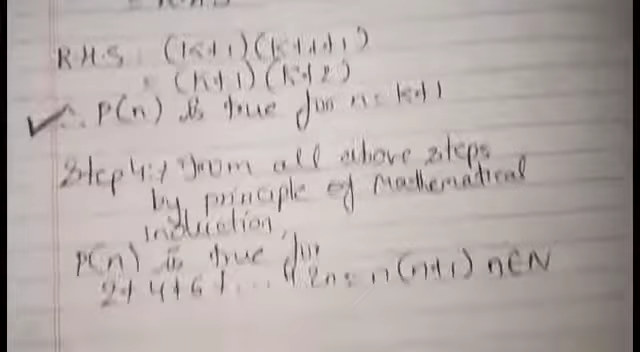 R.H.S = (k+1)(k+1+1)
= (k+1)(k+2)
✓ ∴ P(n) is true for n = k+1
Step 4:→ From all above steps
by principle of Mathematical
induction,
P(n) is true for
2+4+6+...+2n = n(n+1) n∈N